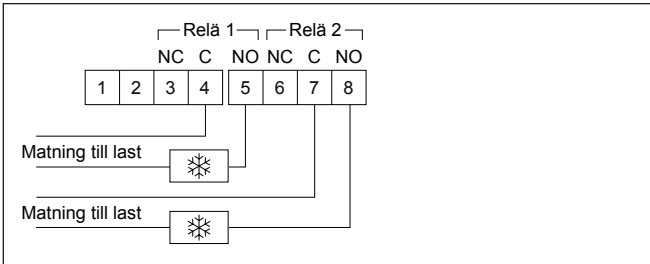 Relä 1 Relä 2
NC C NO NC C NO
1 2 3 4 5 6 7 8
Matning till last
Matning till last